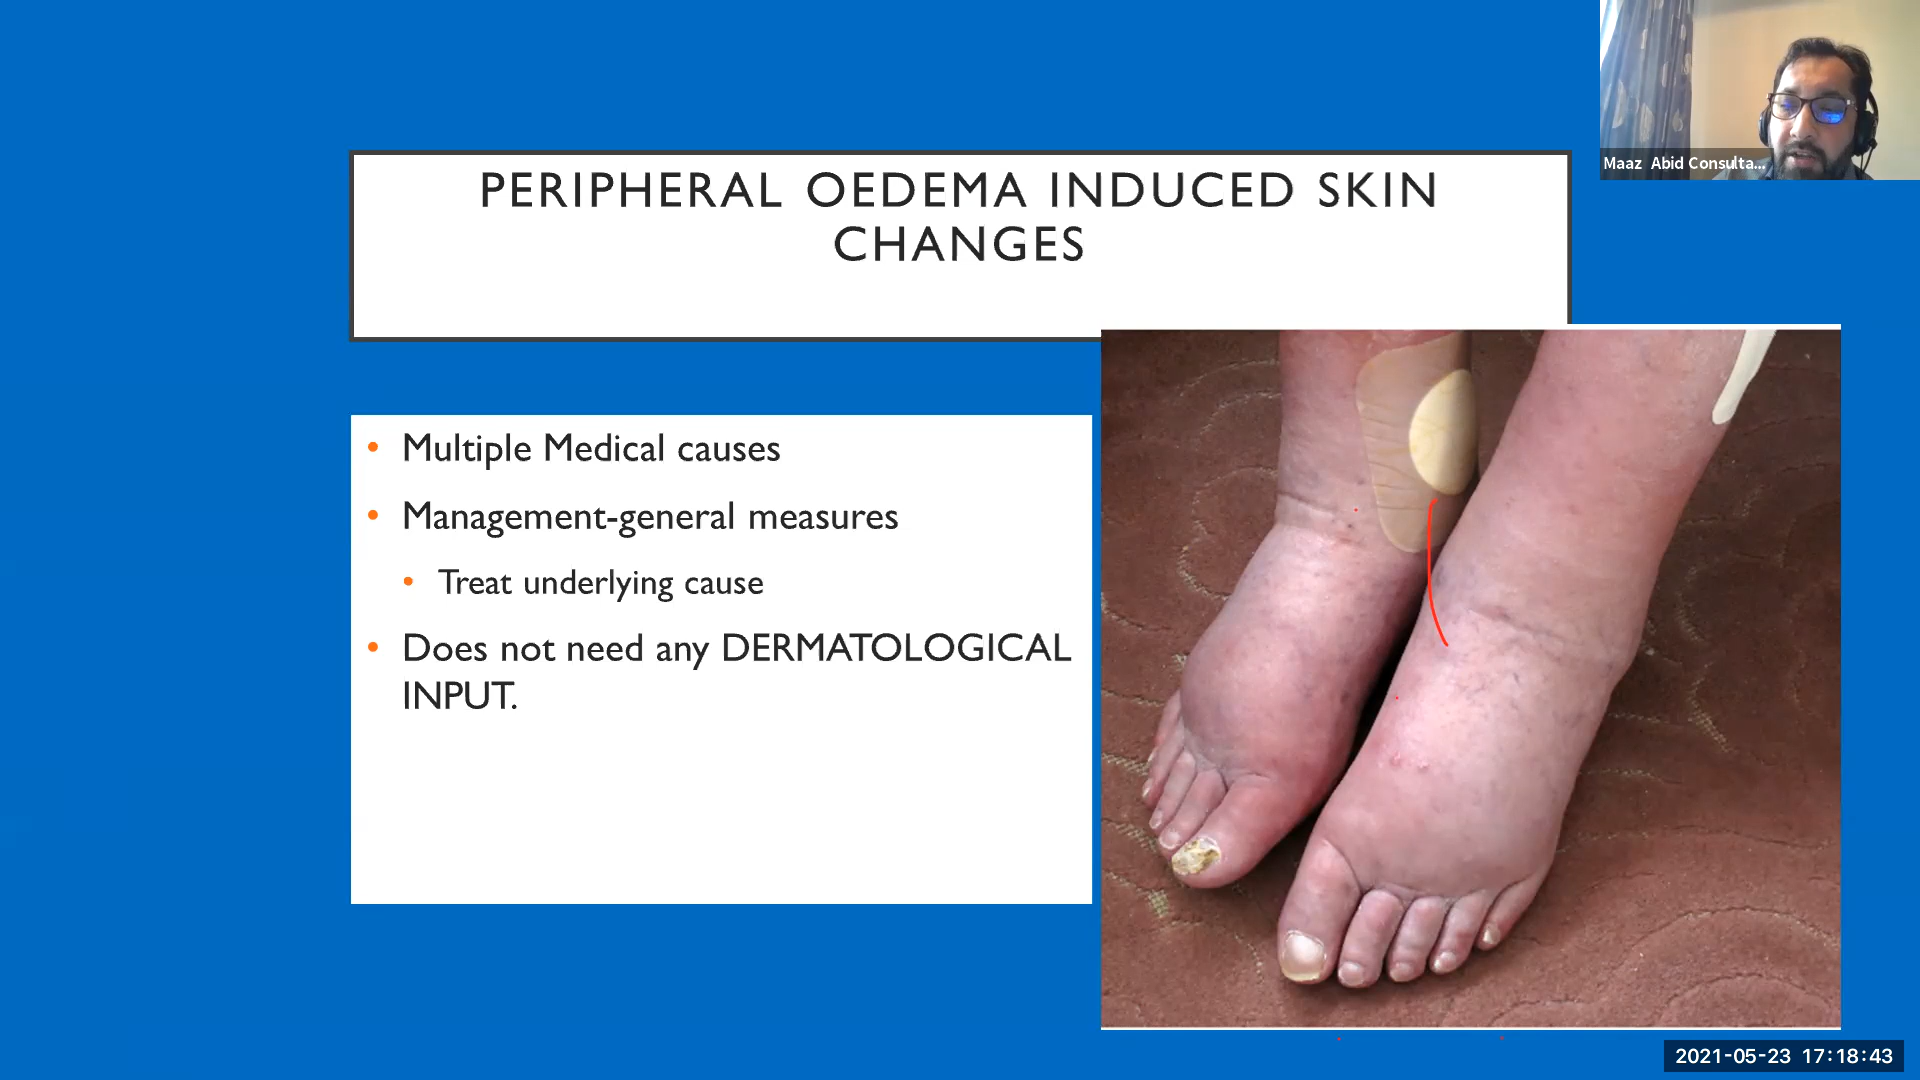 PERIPHERAL OEDEMA INDUCED SKIN
CHANGES
Maaz Abid Consulta...
• Multiple Medical causes
• Management-general measures
• Treat underlying cause
• Does not need any DERMATOLOGICAL
INPUT.
2021-05-23 17:18:43